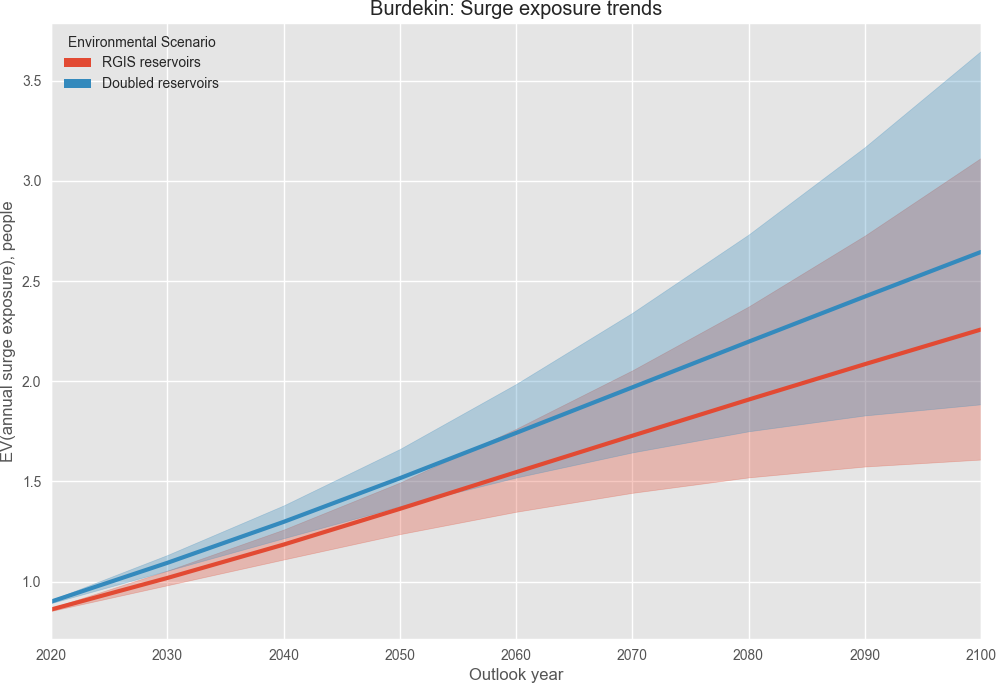 Burdekin: Surge exposure trends
Environmental Scenario
RGIS reservoirs
Doubled reservoirs
EV(annual surge exposure), people
3.5
3.0
2.5
2.0
1.5
1.0
2020 2030 2040 2050 2060 2070 2080 2090 2100
Outlook year